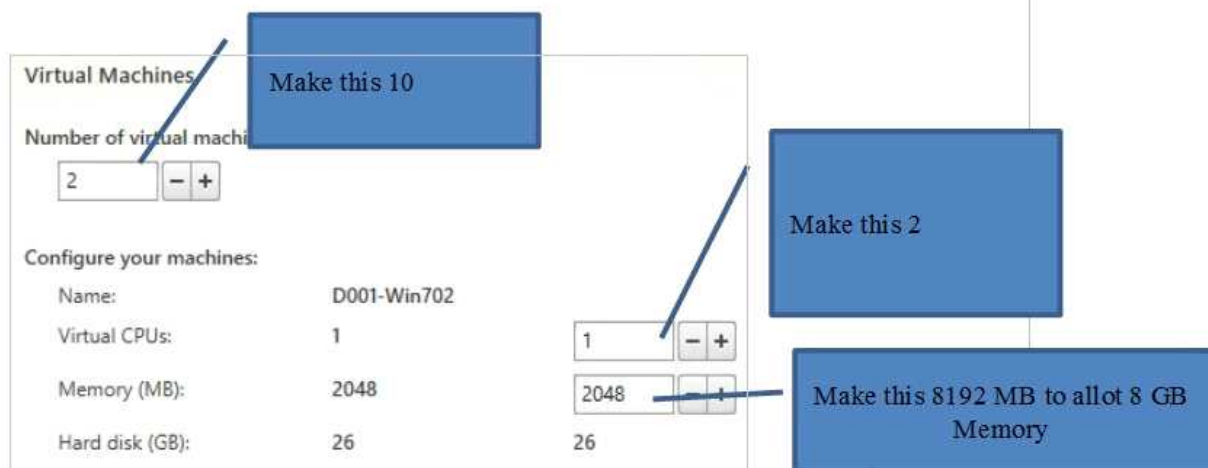 Virtual Machines
Make this 10
Number of virtual machi
2 - +
Make this 2
Configure your machines:
Name: D001-Win702
Virtual CPUs: 1 1 - +
Memory (MB): 2048 2048 - +
Make this 8192 MB to allot 8 GB
Memory
Hard disk (GB): 26 26